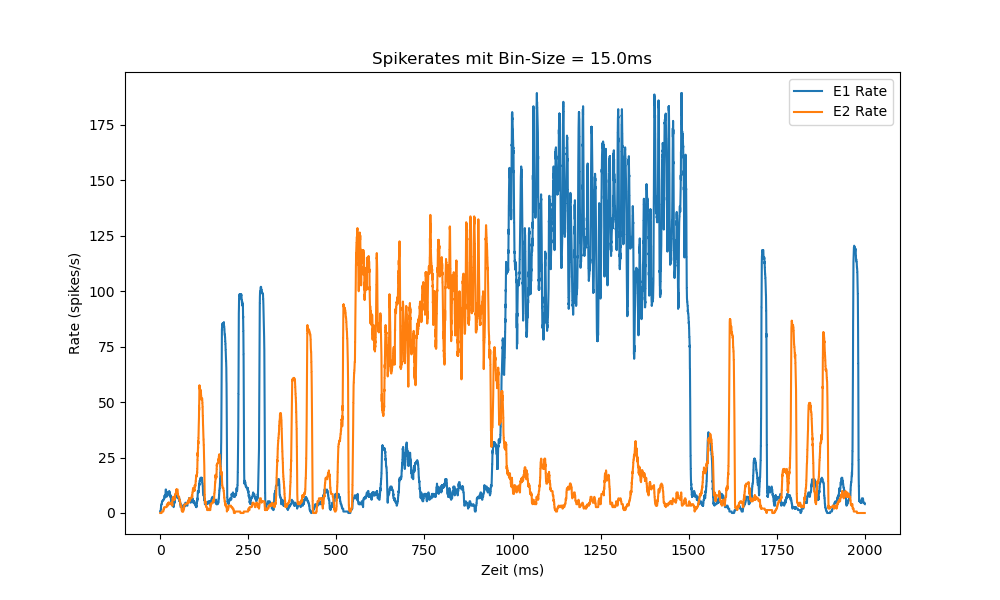 Spikerates mit Bin-Size = 15.0ms
E1 Rate
E2 Rate
Rate (spikes/s)
175
150
125
100
75
50
25
0
0 250 500 750 1000 1250 1500 1750 2000
Zeit (ms)